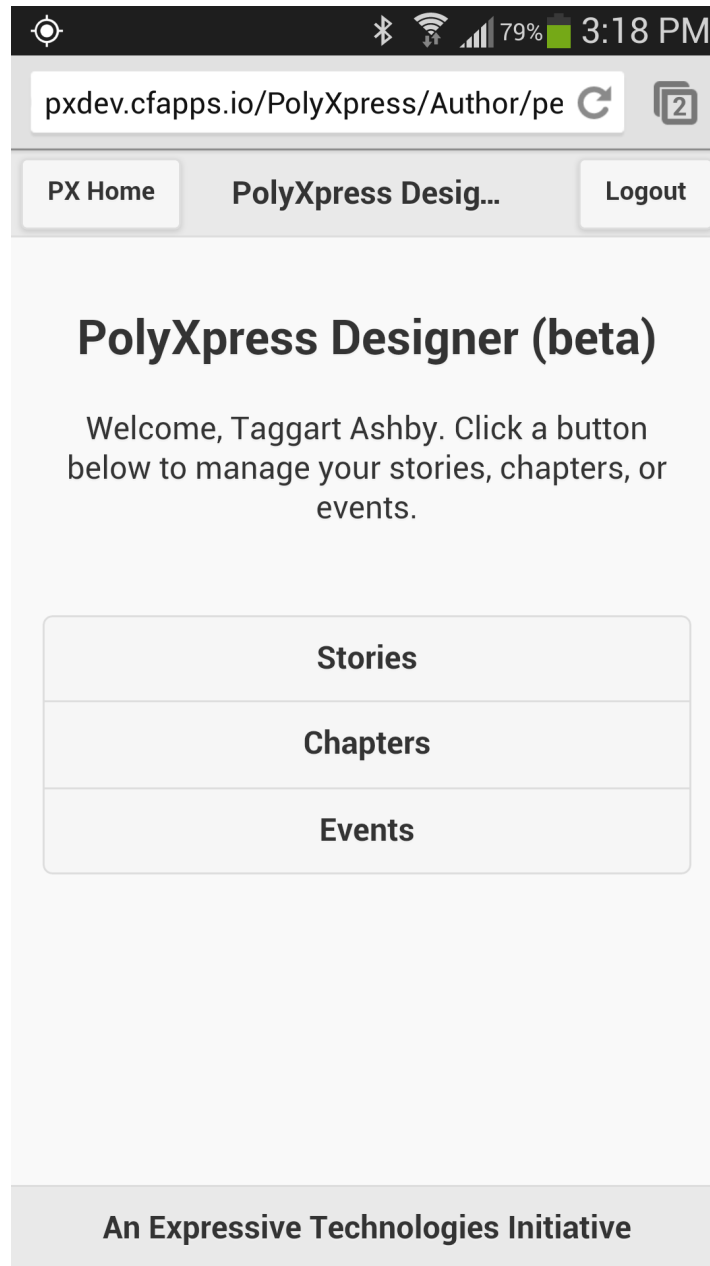 79% 3:18 PM
pxdev.cfapps.io/PolyXpress/Author/pe 2
PX Home PolyXpress Desig... Logout
PolyXpress Designer (beta)
Welcome, Taggart Ashby. Click a button
below to manage your stories, chapters, or
events.
Stories
Chapters
Events
An Expressive Technologies Initiative